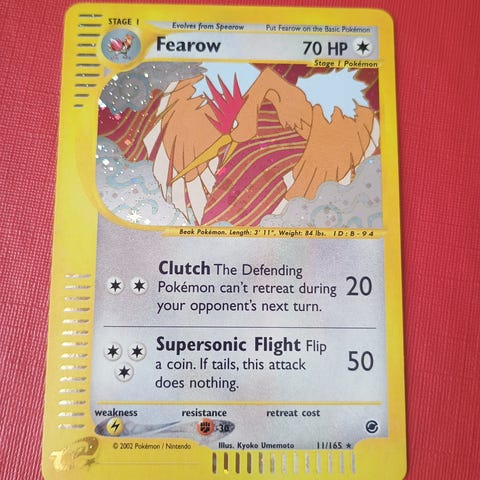 STAGE 1
Evolves from Spearow
Put Fearow on the Basic Pokémon
Fearow 70 HP
Stage 1 Pokémon
Beak Pokémon. Length: 3' 11", Weight: 84 lbs. ID: B-94
Clutch The Defending
Pokémon can't retreat during 20
your opponent's next turn.
Supersonic Flight Flip
a coin. If tails, this attack 50
does nothing.
weakness resistance retreat cost
-30
© 2002 Pokémon / Nintendo Illus. Kyoko Umemoto 11/165 ★